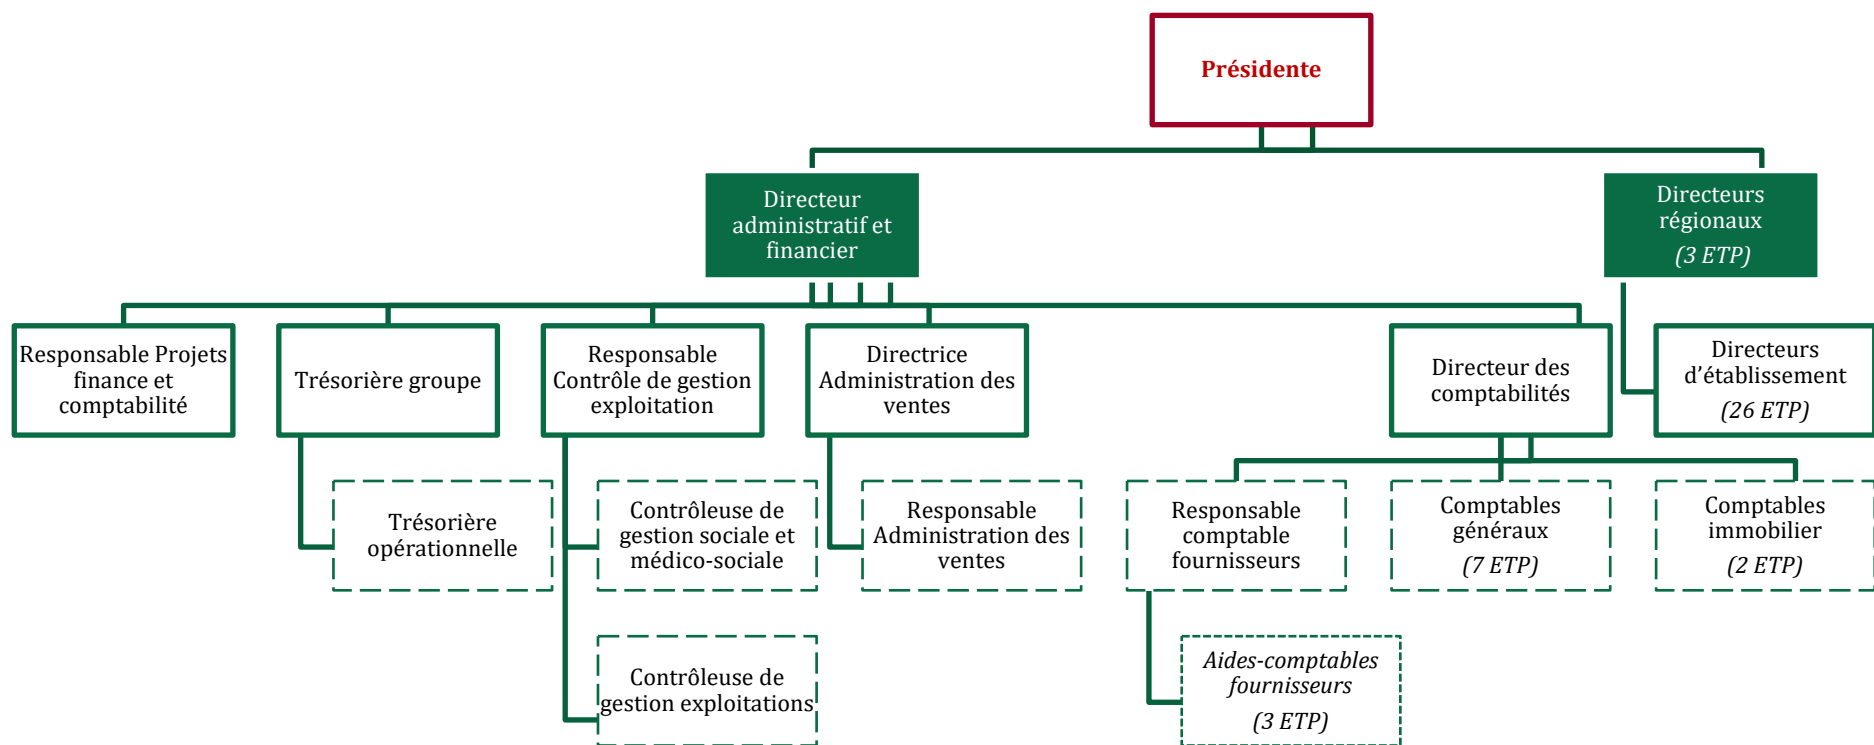 Présidente
Directeur
administratif et
financier
Directeurs
régionaux
(3 ETP)
Responsable Projets
finance et
comptabilité
Trésorière groupe
Responsable
Contrôle de gestion
exploitation
Directrice
Administration des
ventes
Directeur des
comptabilités
Directeurs
d’établissement
(26 ETP)
Trésorière
opérationnelle
Contrôleuse de
gestion sociale et
médico-sociale
Responsable
Administration des
ventes
Responsable
comptable
fournisseurs
Comptables
généraux
(7 ETP)
Comptables
immobilier
(2 ETP)
Contrôleuse de
gestion exploitations
Aides-comptables
fournisseurs
(3 ETP)